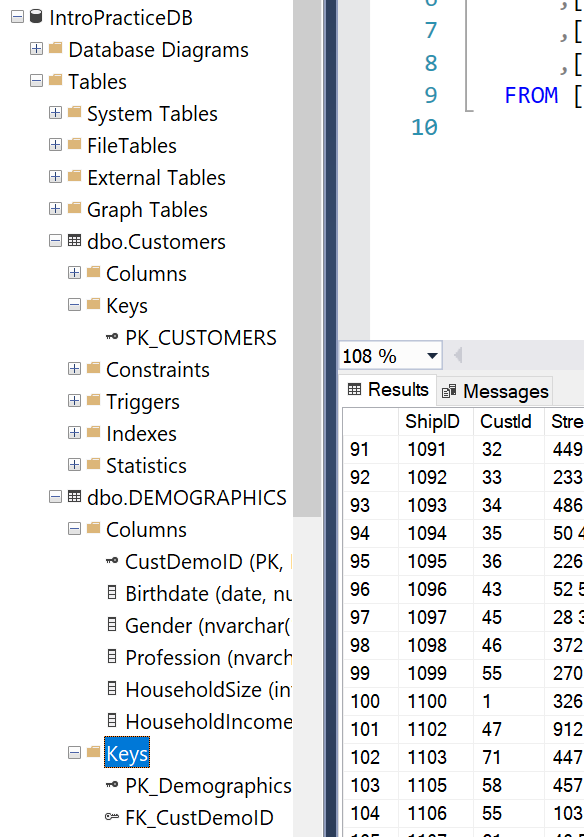 IntroPracticeDB
Database Diagrams
Tables
System Tables
FileTables
External Tables
Graph Tables
dbo.Customers
Columns
Keys
PK_CUSTOMERS
Constraints
Triggers
Indexes
Statistics
dbo.DEMOGRAPHICS
Columns
CustDemoID (PK,
Birthdate (date, nu
Gender (nvarchar(
Profession (nvarch
HouseholdSize (in
HouseholdIncome
Keys
PK_Demographics
FK_CustDemoID
,[
7 ,[
8 ,[
9 FROM [
10
108 %
Results Messages
ShipID CustId Stre
91 1091 32 449
92 1092 33 233
93 1093 34 486
94 1094 35 50 4
95 1095 36 226
96 1096 43 52 5
97 1097 45 28 3
98 1098 46 372
99 1099 55 270
100 1100 1 326
101 1102 47 912
102 1103 71 447
103 1105 58 457
104 1106 55 103